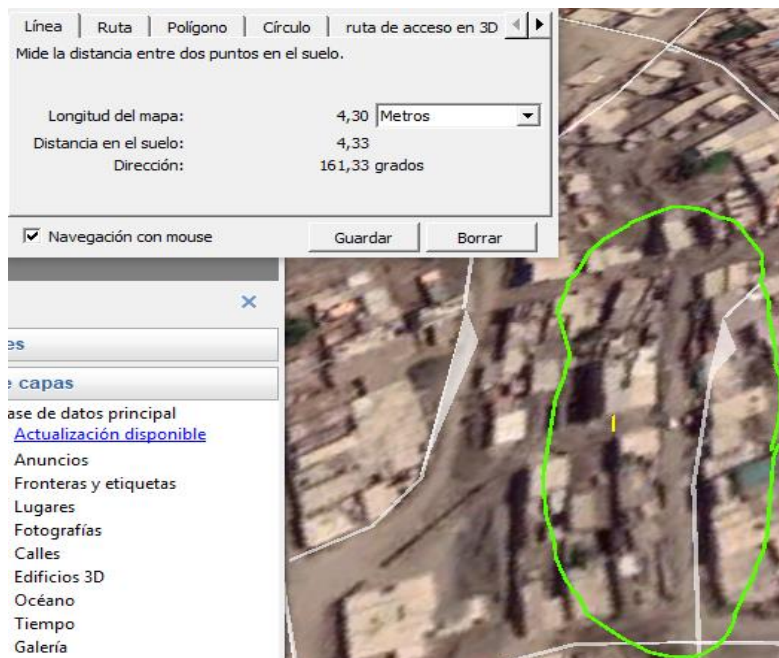 Línea Ruta Polígono Círculo ruta de acceso en 3D
Mide la distancia entre dos puntos en el suelo.
Longitud del mapa: 4,30 Metros
Distancia en el suelo: 4,33
Dirección: 161,33 grados
Navegación con mouse Guardar Borrar
es
e capas
ase de datos principal
Actualización disponible
Anuncios
Fronteras y etiquetas
Lugares
Fotografías
Calles
Edificios 3D
Océano
Tiempo
Galería